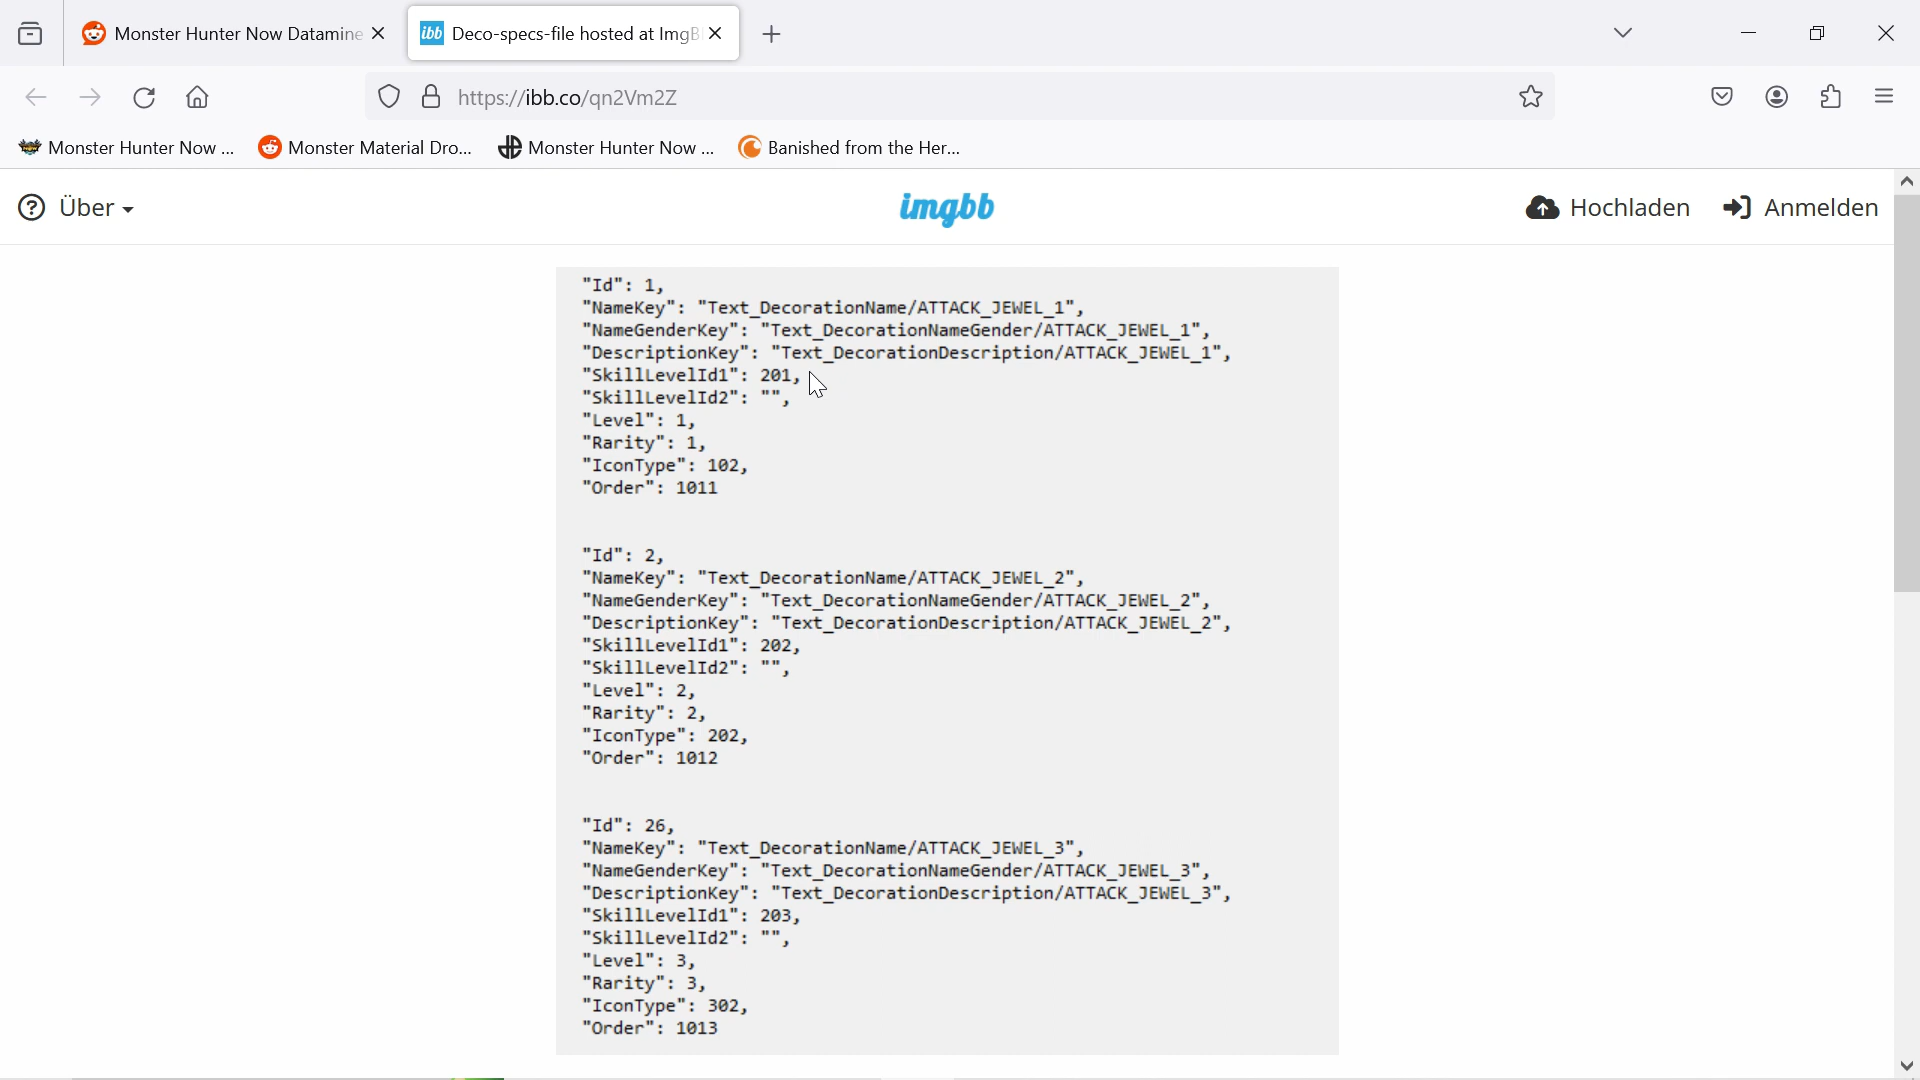 Monster Hunter Now Datamine
ibb Deco-specs-file hosted at ImgB
https://ibb.co/qn2Vm2Z
Monster Hunter Now ...
Monster Material Dro...
Monster Hunter Now ...
Banished from the Her...
Über
imgbb
Hochladen
Anmelden
"Id": 1,
"NameKey": "Text_DecorationName/ATTACK_JEWEL_1",
"NameGenderKey": "Text_DecorationNameGender/ATTACK_JEWEL_1",
"DescriptionKey": "Text_DecorationDescription/ATTACK_JEWEL_1",
"SkillLevelId1": 201,
"SkillLevelId2": "",
"Level": 1,
"Rarity": 1,
"IconType": 102,
"Order": 1011
"Id": 2,
"NameKey": "Text_DecorationName/ATTACK_JEWEL_2",
"NameGenderKey": "Text_DecorationNameGender/ATTACK_JEWEL_2",
"DescriptionKey": "Text_DecorationDescription/ATTACK_JEWEL_2",
"SkillLevelId1": 202,
"SkillLevelId2": "",
"Level": 2,
"Rarity": 2,
"IconType": 202,
"Order": 1012
"Id": 26,
"NameKey": "Text_DecorationName/ATTACK_JEWEL_3",
"NameGenderKey": "Text_DecorationNameGender/ATTACK_JEWEL_3",
"DescriptionKey": "Text_DecorationDescription/ATTACK_JEWEL_3",
"SkillLevelId1": 203,
"SkillLevelId2": "",
"Level": 3,
"Rarity": 3,
"IconType": 302,
"Order": 1013